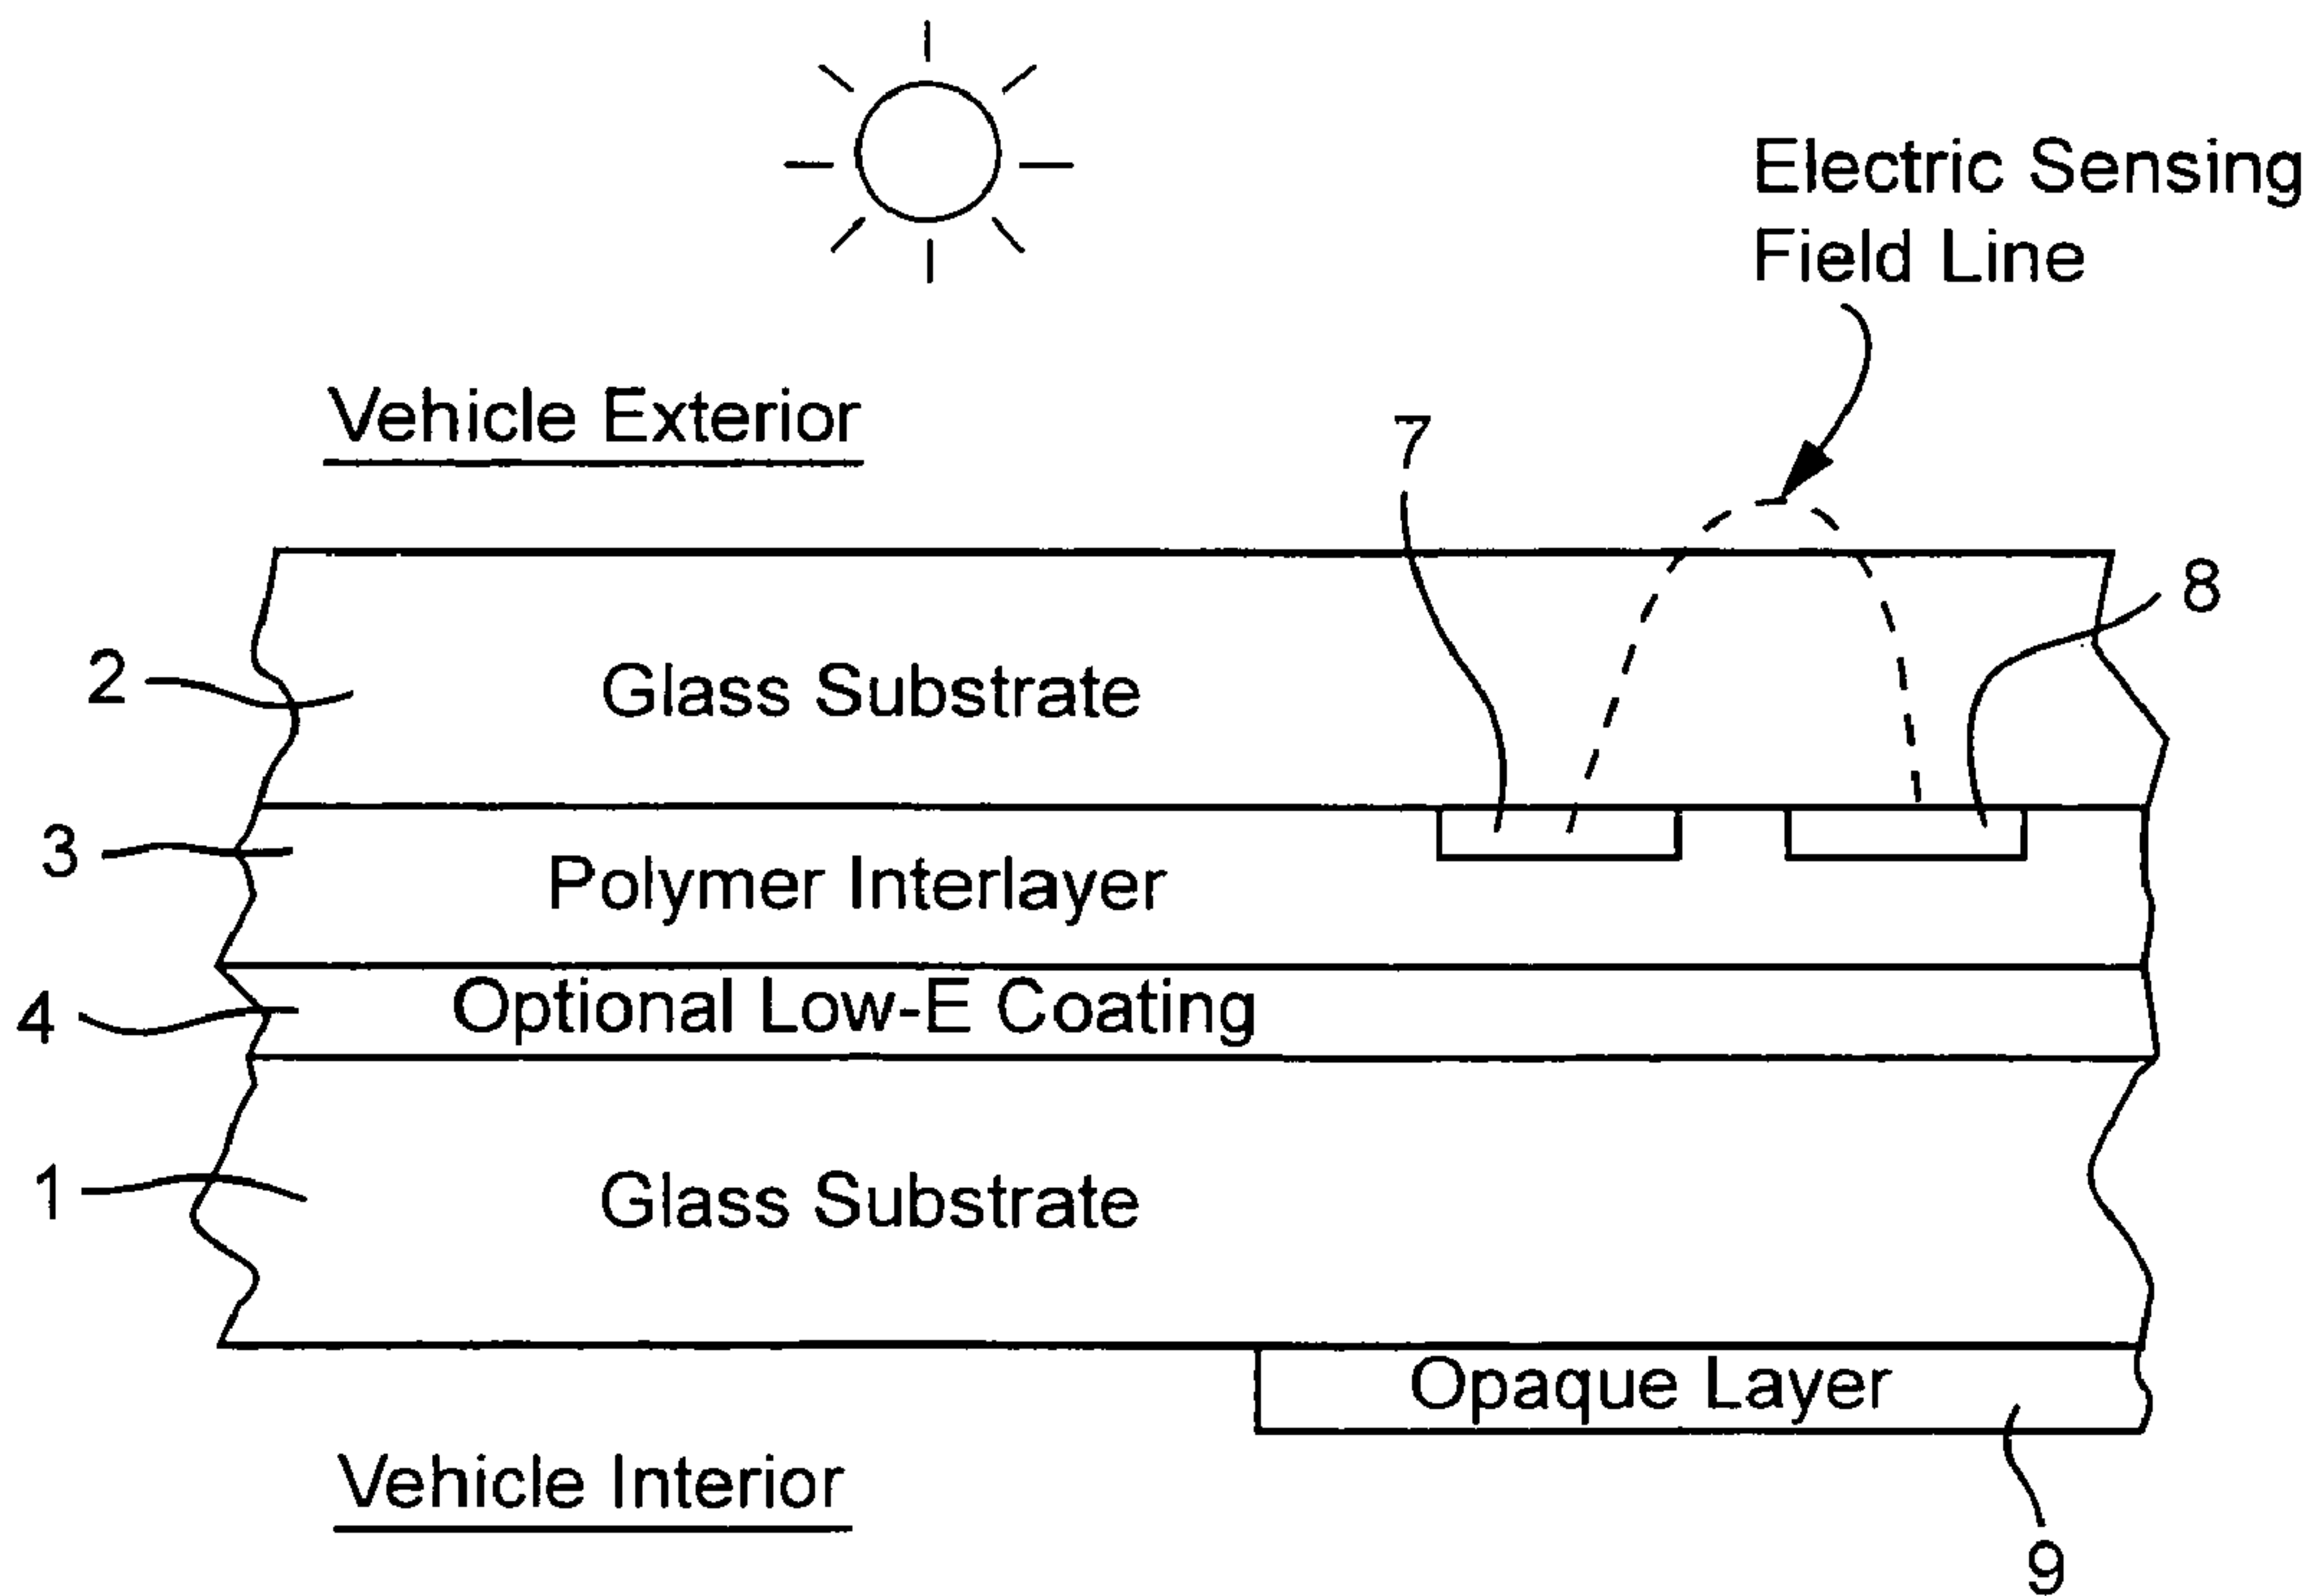 Electric Sensing
Field Line
Vehicle Exterior
7
8
2
Glass Substrate
3
Polymer Interlayer
4
Optional Low-E Coating
1
Glass Substrate
Opaque Layer
Vehicle Interior
9